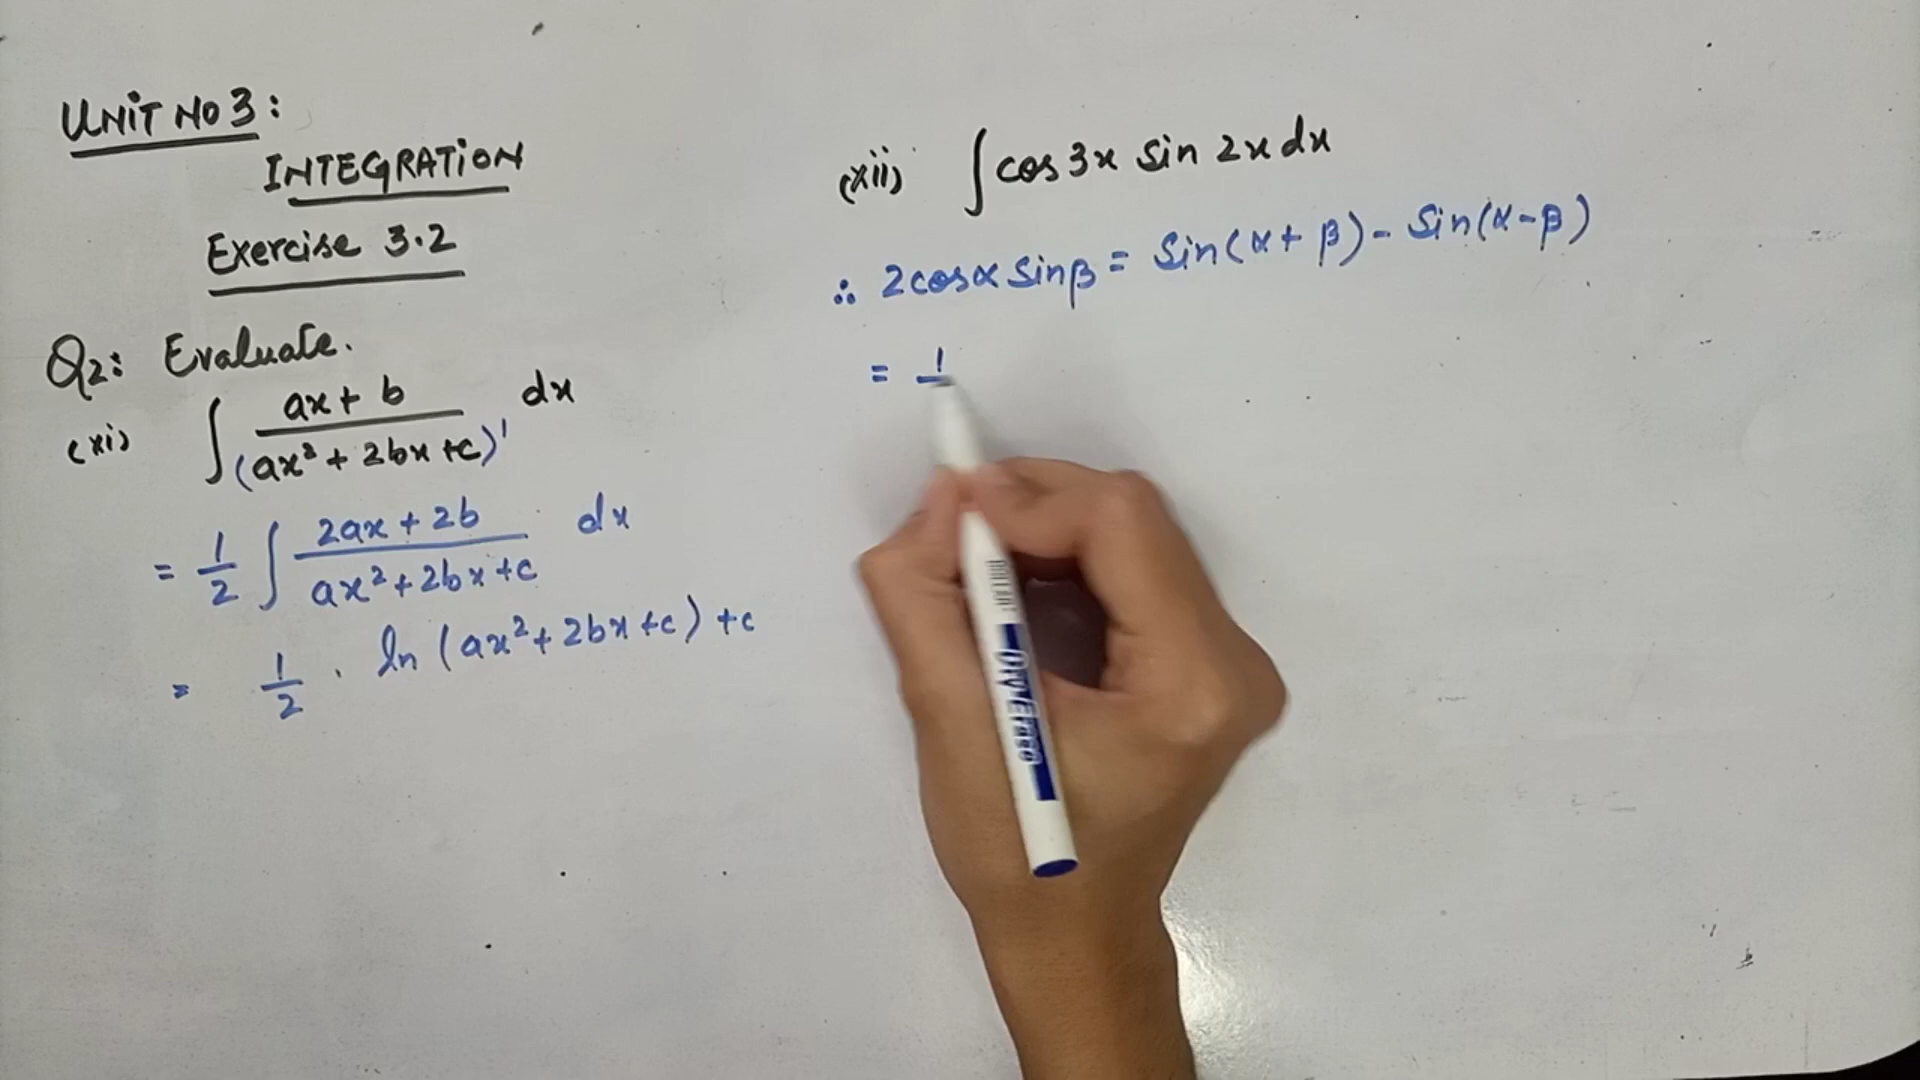 UNIT NO 3:
INTEGRATION
Exercise 3.2
Q2: Evaluate.
(xi) ∫ ax + b / (ax² + 2bx + c)¹ dx
= 1/2 ∫ 2ax + 2b / ax² + 2bx + c dx
= 1/2 . ln (ax² + 2bx + c) + c
(xii) ∫ cos 3x sin 2x dx
∴ 2cosα sinβ = Sin(α + β) - Sin(α - β)
= 1
Dry Erase